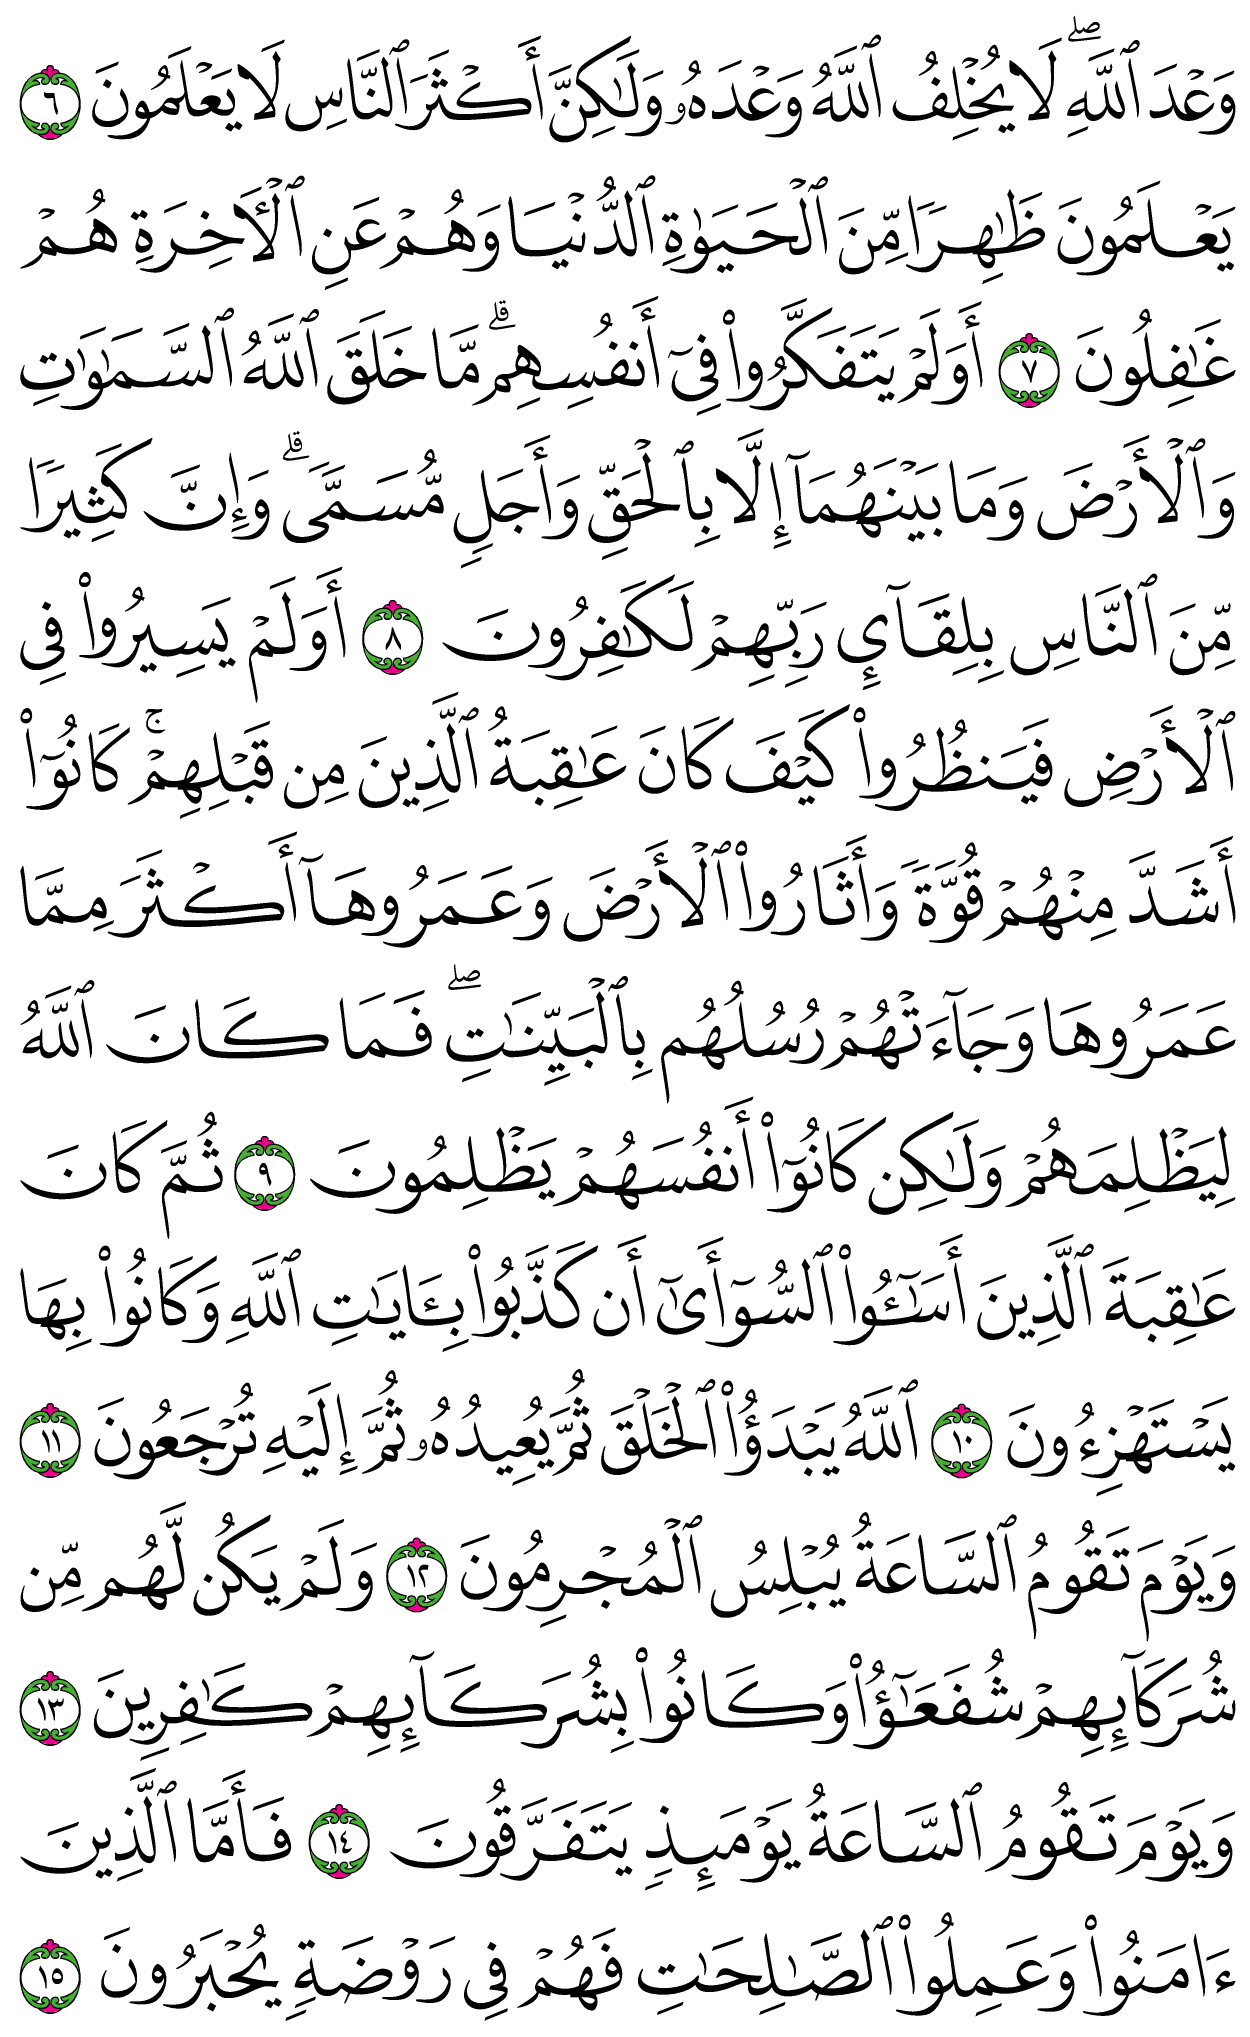 وَعْدَ ٱللَّهِۖ لَا يُخْلِفُ ٱللَّهُ وَعْدَهُۥ وَلَٰكِنَّ أَكْثَرَ ٱلنَّاسِ لَا يَعْلَمُونَ ٦
يَعْلَمُونَ ظَٰهِرًا مِّنَ ٱلْحَيَوٰةِ ٱلدُّنْيَا وَهُمْ عَنِ ٱلْءَاخِرَةِ هُمْ
غَٰفِلُونَ ٧ أَوَلَمْ يَتَفَكَّرُوا۟ فِىٓ أَنفُسِهِمۗ مَّا خَلَقَ ٱللَّهُ ٱلسَّمَٰوَٰتِ
وَٱلْأَرْضَ وَمَا بَيْنَهُمَآ إِلَّا بِٱلْحَقِّ وَأَجَلٍ مُّسَمًّىۗ وَإِنَّ كَثِيرًا
مِّنَ ٱلنَّاسِ بِلِقَآئِ رَبِّهِمْ لَكَٰفِرُونَ ٨ أَوَلَمْ يَسِيرُوا۟ فِى
ٱلْأَرْضِ فَيَنظُرُوا۟ كَيْفَ كَانَ عَٰقِبَةُ ٱلَّذِينَ مِن قَبْلِهِمْۚ كَانُوٓا۟
أَشَدَّ مِنْهُمْ قُوَّةً وَأَثَارُوا۟ ٱلْأَرْضَ وَعَمَرُوهَآ أَكْثَرَ مِمَّا
عَمَرُوهَا وَجَآءَتْهُمْ رُسُلُهُم بِٱلْبَيِّنَٰتِۖ فَمَا كَانَ ٱللَّهُ
لِيَظْلِمَهُمْ وَلَٰكِن كَانُوٓا۟ أَنفُسَهُمْ يَظْلِمُونَ ٩ ثُمَّ كَانَ
عَٰقِبَةَ ٱلَّذِينَ أَسَٰٓـُٔوا۟ ٱلسُّوٓأَىٰٓ أَن كَذَّبُوا۟ بِـَٔايَٰتِ ٱللَّهِ وَكَانُوا۟ بِهَا
يَسْتَهْزِءُونَ ١٠ ٱللَّهُ يَبْدَؤُا۟ ٱلْخَلْقَ ثُمَّ يُعِيدُهُۥ ثُمَّ إِلَيْهِ تُرْجَعُونَ ١١
وَيَوْمَ تَقُومُ ٱلسَّاعَةُ يُبْلِسُ ٱلْمُجْرِمُونَ ١٢ وَلَمْ يَكُن لَّهُم مِّن
شُرَكَآئِهِمْ شُفَعَٰٓؤُا۟ وَكَانُوا۟ بِشُرَكَآئِهِمْ كَٰفِرِينَ ١٣
وَيَوْمَ تَقُومُ ٱلسَّاعَةُ يَوْمَئِذٍ يَتَفَرَّقُونَ ١٤ فَأَمَّا ٱلَّذِينَ
ءَامَنُوا۟ وَعَمِلُوا۟ ٱلصَّٰلِحَٰتِ فَهُمْ فِى رَوْضَةٍ يُحْبَرُونَ ١٥